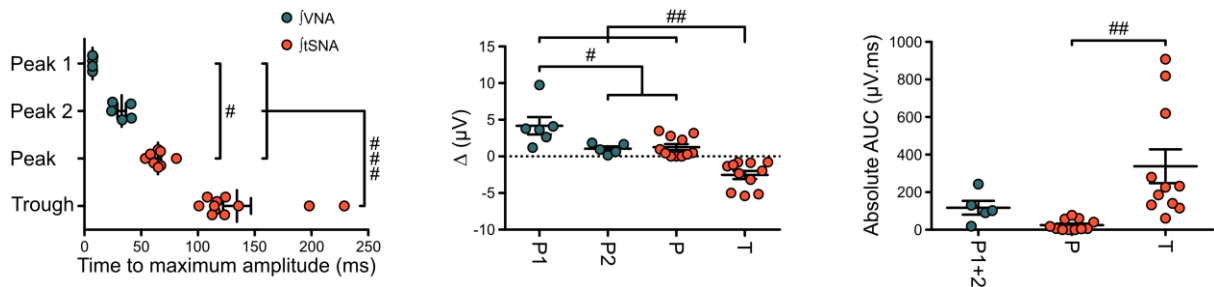 ∫VNA
∫tSNA
Peak 1
Peak 2
Peak
Trough
#
#
#
#
0 50 100 150 200 250
Time to maximum amplitude (ms)
##
#
15
10
5
0
-5
-10
Δ (μV)
P1 P2 P T
##
1000
800
600
400
200
0
Absolute AUC (μV.ms)
P1+2 P T